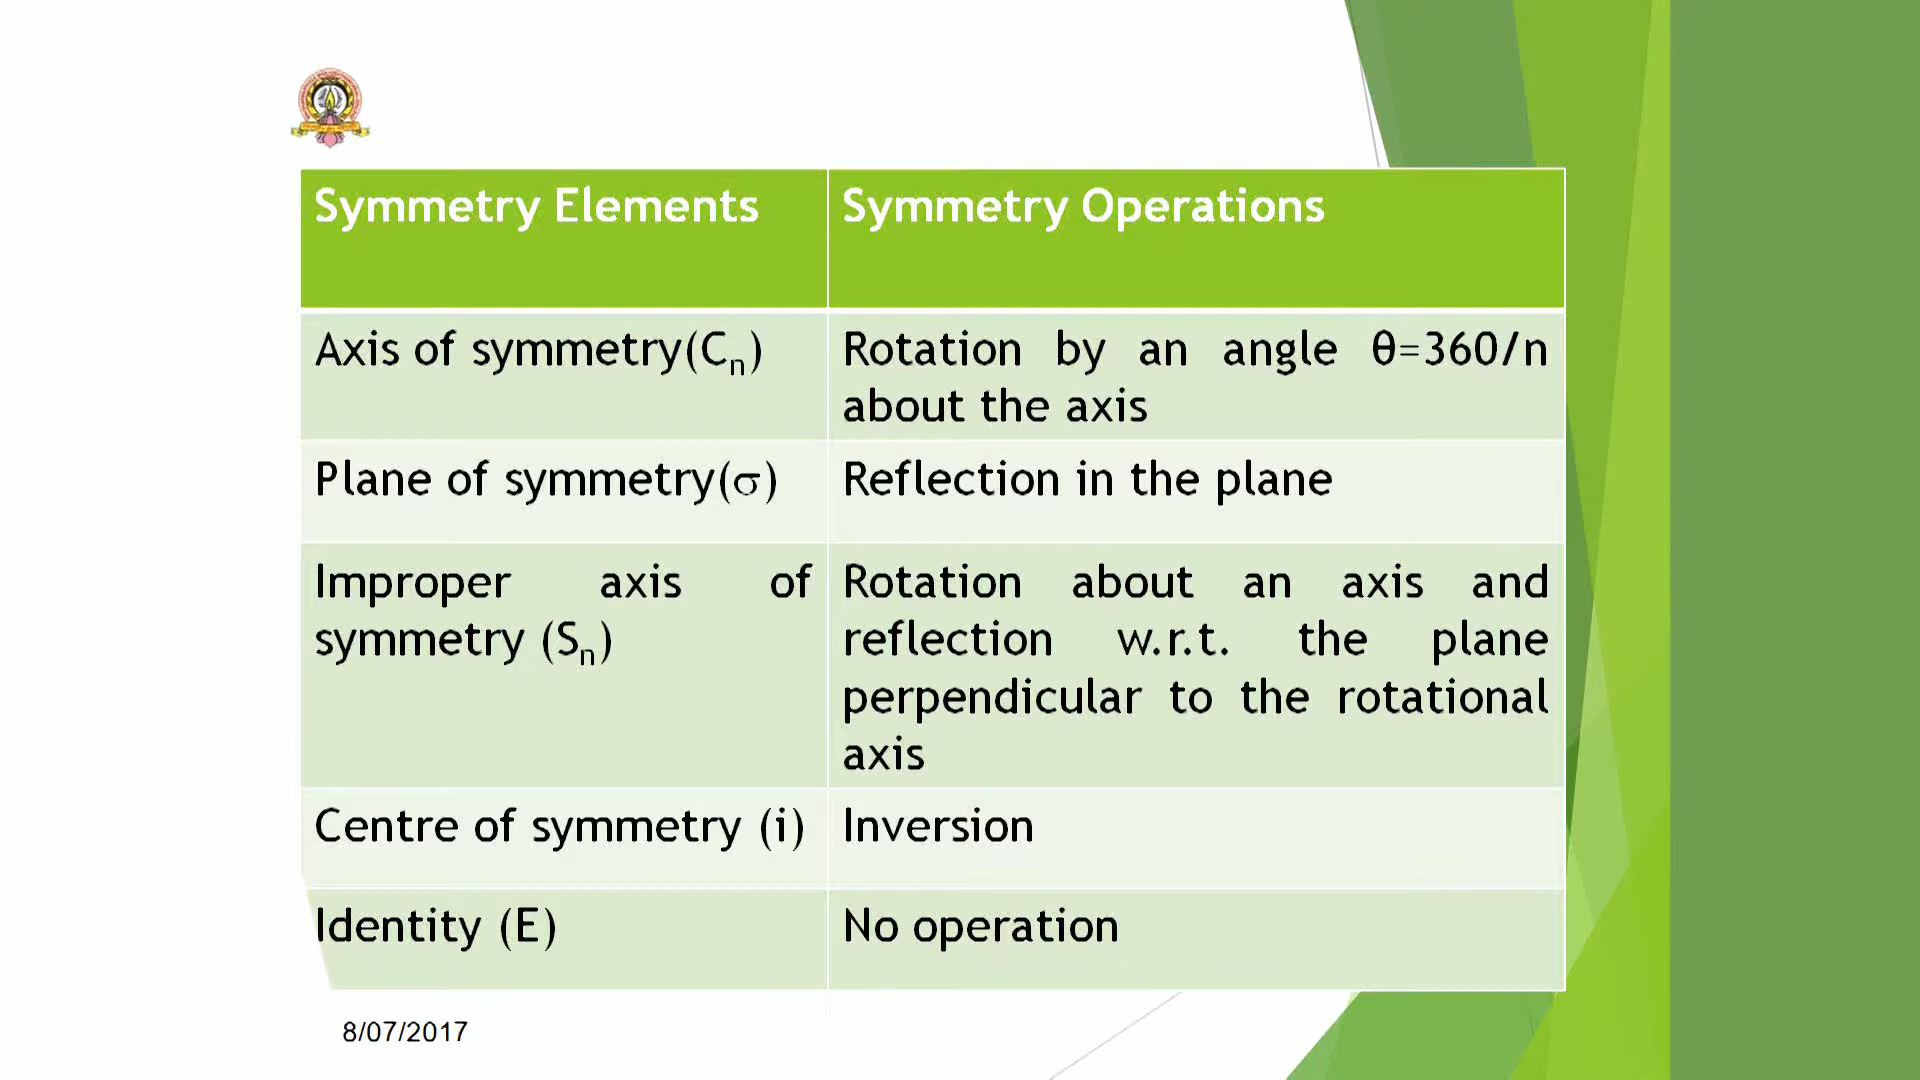 Symmetry Elements
Symmetry Operations
Axis of symmetry(Cn)
Rotation by an angle θ=360/n
about the axis
Plane of symmetry(σ)
Reflection in the plane
Improper axis of
symmetry (Sn)
Rotation about an axis and
reflection w.r.t. the plane
perpendicular to the rotational
axis
Centre of symmetry (i)
Inversion
Identity (E)
No operation
8/07/2017